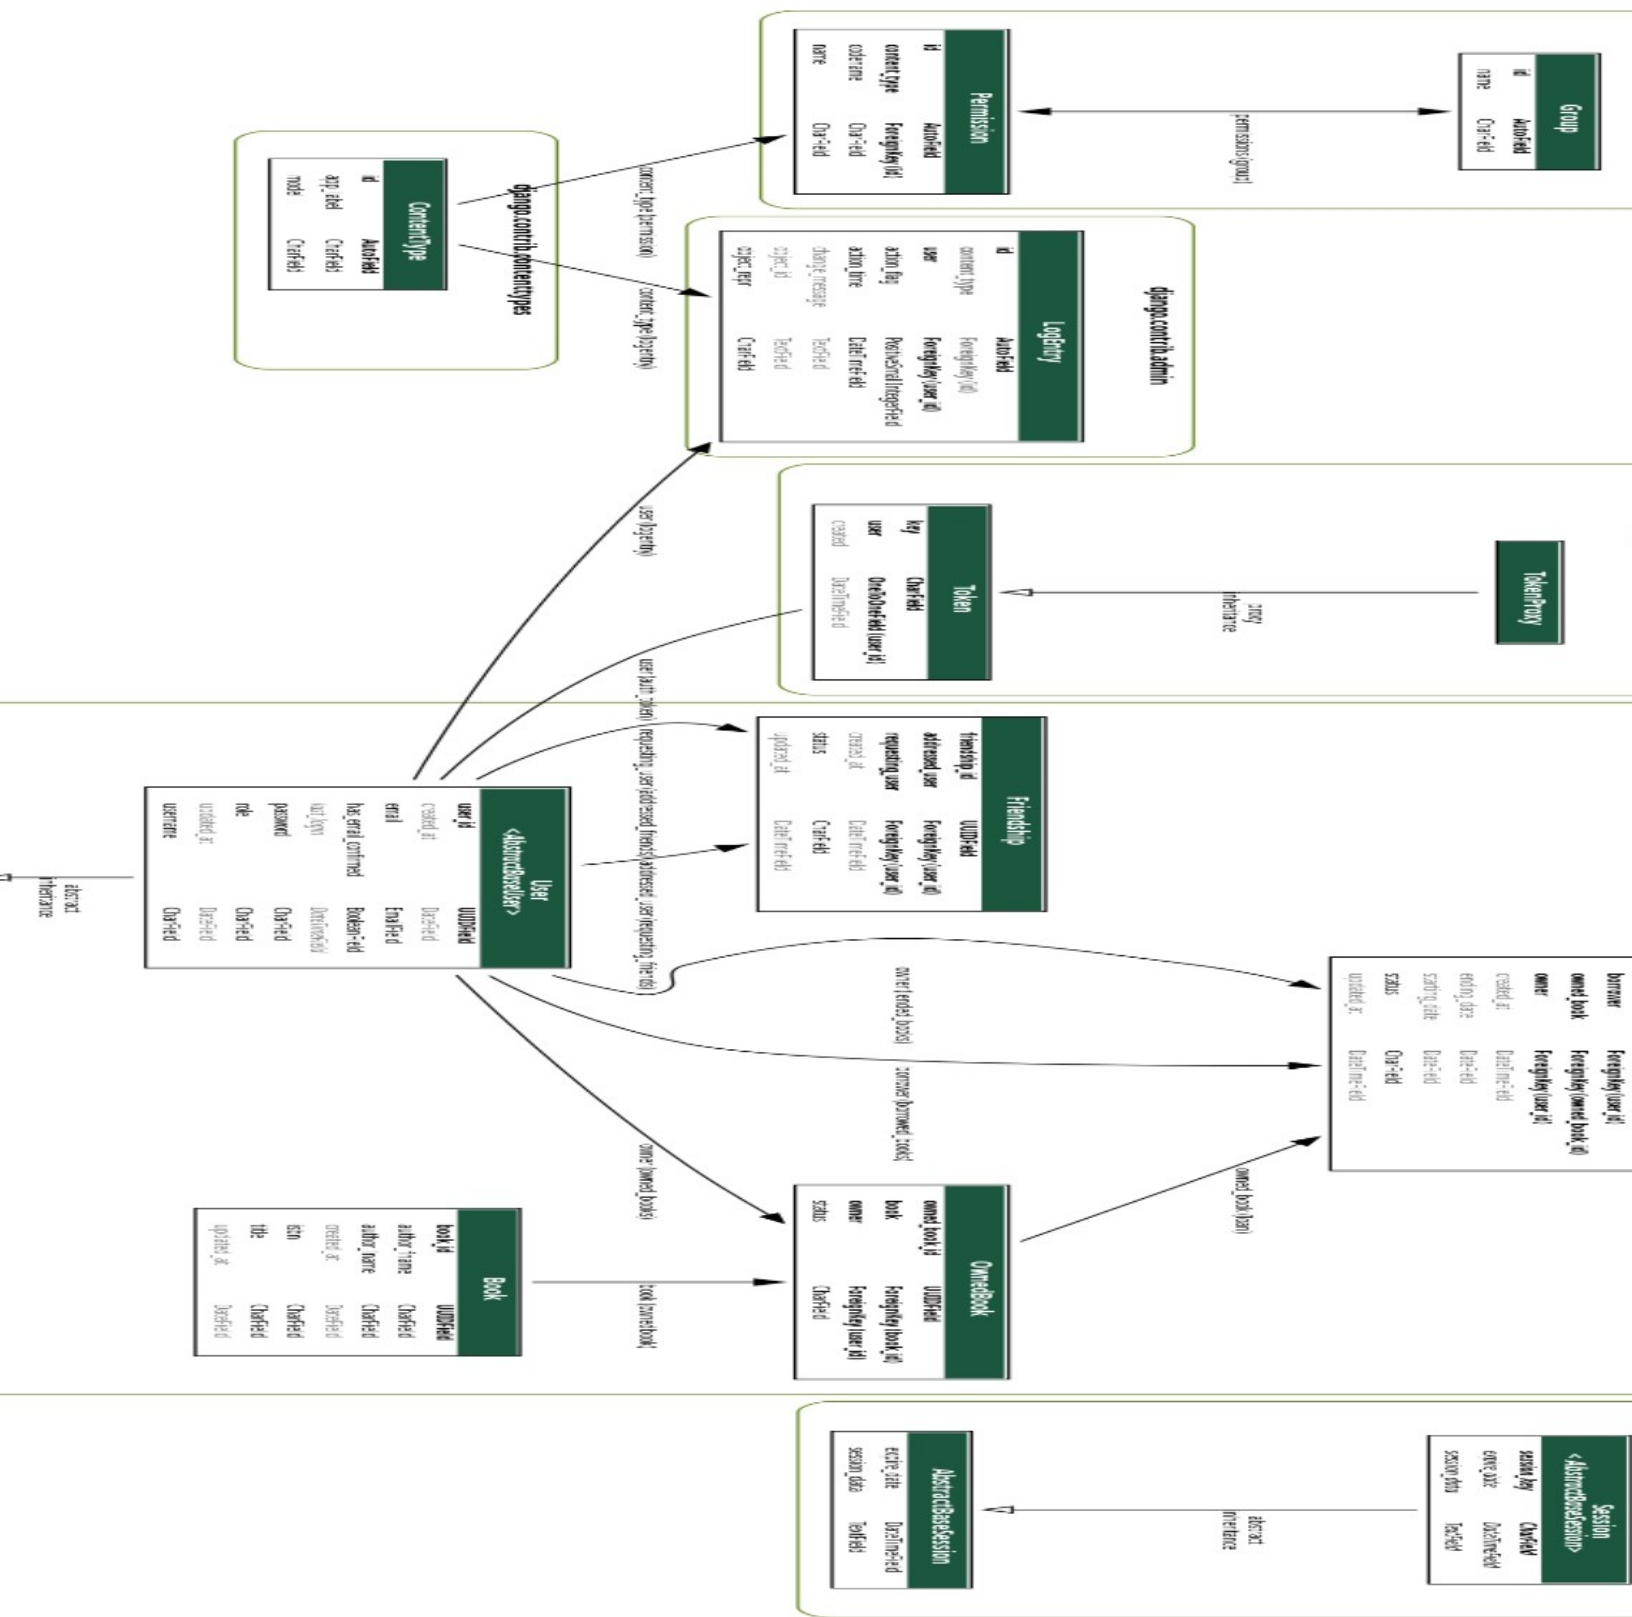 Group
id AutoField
name CharField
permissions (group)
Permission
id AutoField
content_type ForeignKey (id)
codename CharField
name CharField
django.contrib.contenttypes
ContentType
id AutoField
app_label CharField
model CharField
content_type (permission)
content_type (logentry)
django.contrib.admin
LogEntry
id AutoField
content_type ForeignKey (id)
user ForeignKey (user_id)
action_flag PositiveSmallIntegerField
action_time DateTimeField
change_message TextField
object_id TextField
object_repr CharField
user (logentry)
TokenProxy
proxy
inheritance
Token
key CharField
user OneToOneField (user_id)
created DateTimeField
user (auth_token)
requesting_user (addressed_friends)
addressed_user (requesting_friends)
Friendship
friendship_id UUIDField
addressed_user ForeignKey (user_id)
requesting_user ForeignKey (user_id)
created_at DateTimeField
status CharField
updated_at DateTimeField
User
<AbstractBaseUser>
user_id UUIDField
created_at DateField
email EmailField
has_email_confirmed BooleanField
last_login DateTimeField
password CharField
role CharField
updated_at DateField
username CharField
abstract
inheritance
borrower ForeignKey (user_id)
owned_book ForeignKey (owned_book_id)
owner ForeignKey (user_id)
created_at DateTimeField
ending_date DateField
starting_date DateField
status CharField
updated_at DateTimeField
owner (lended_books)
borrower (borrowed_books)
owner (owned_books)
owned_book (loan)
OwnedBook
owned_book_id UUIDField
book ForeignKey (book_id)
owner ForeignKey (user_id)
status CharField
book (ownedbook)
Book
book_id UUIDField
author_fname CharField
author_name CharField
created_at DateField
isbn CharField
title CharField
updated_at DateField
Session
<AbstractBaseSession>
session_key CharField
expire_date DateTimeField
session_data TextField
abstract
inheritance
AbstractBaseSession
expire_date DateTimeField
session_data TextField